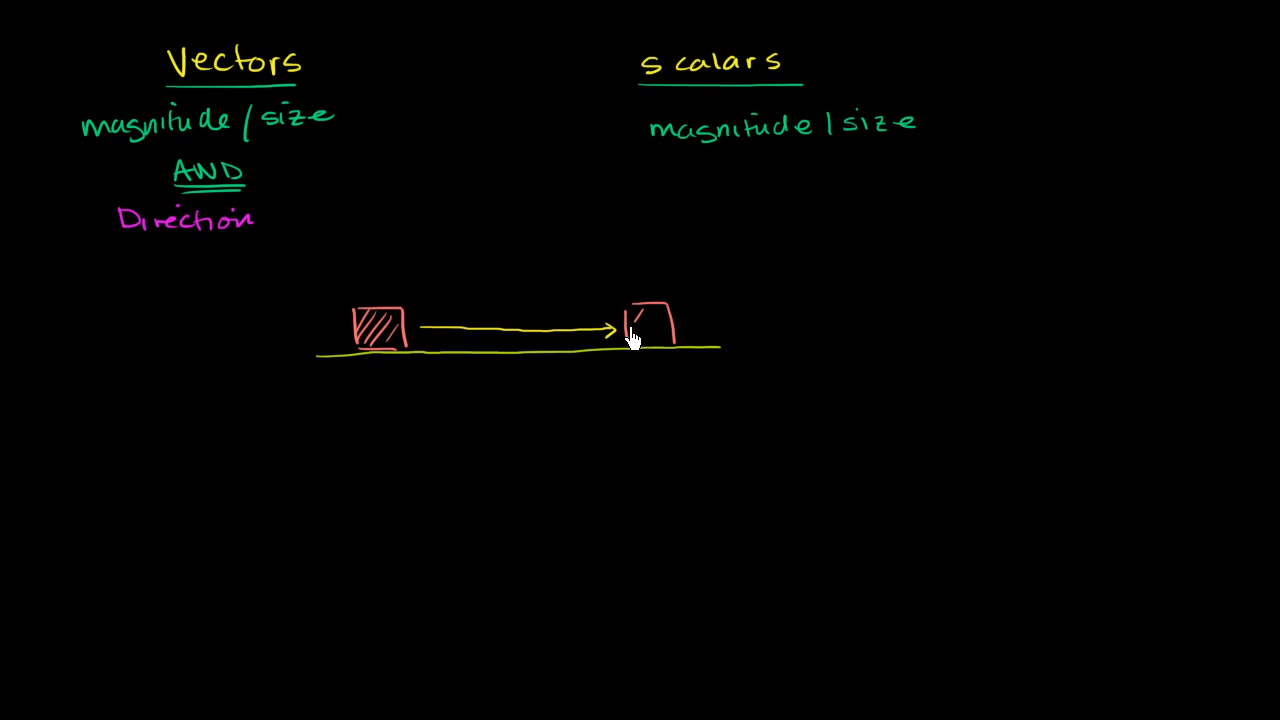 Vectors
magnitude / size
AND
Direction
scalars
magnitude / size